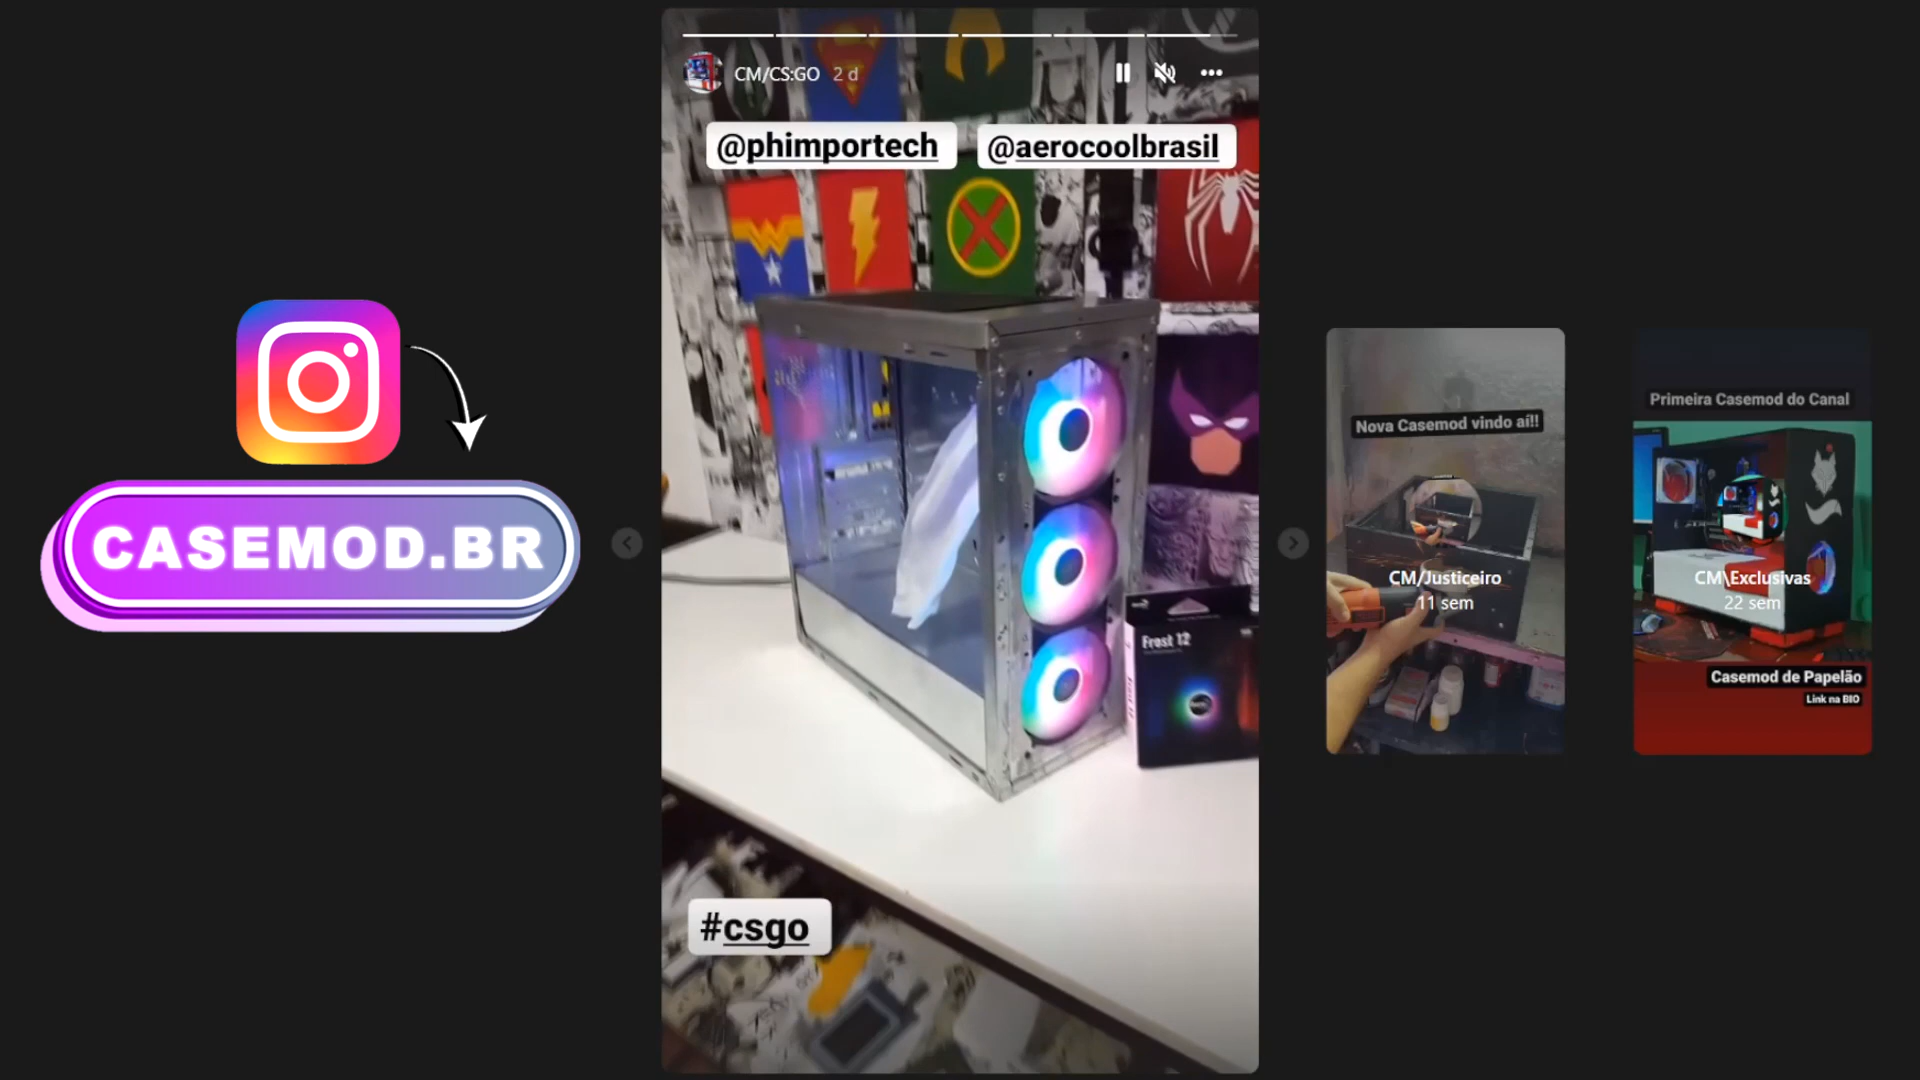 CASEMOD.BR
CM/CS:GO 2 d
@phimportech @aerocoolbrasil
Frost 12
#csgo
Nova Casemod vindo aí!!
CM/Justiceiro
11 sem
Primeira Casemod do Canal
CM\Exclusivas
22 sem
Casemod de Papelão
Link na BIO